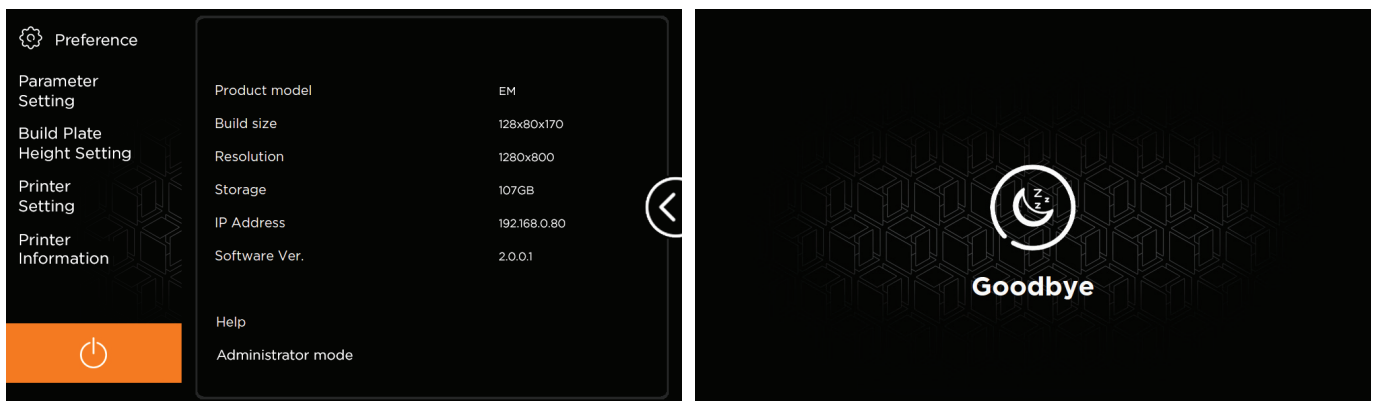 Preference
Parameter
Setting
Build Plate
Height Setting
Printer
Setting
Printer
Information
Product model EM
Build size 128x80x170
Resolution 1280x800
Storage 107GB
IP Address 192.168.0.80
Software Ver. 2.0.0.1
Help
Administrator mode
z z z z
Goodbye